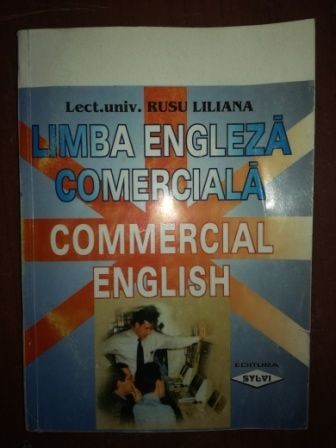 Lect.univ. RUSU LILIANA
LIMBA ENGLEZĂ
COMERCIALĂ
COMMERCIAL
ENGLISH
EDITURA
SYLVI